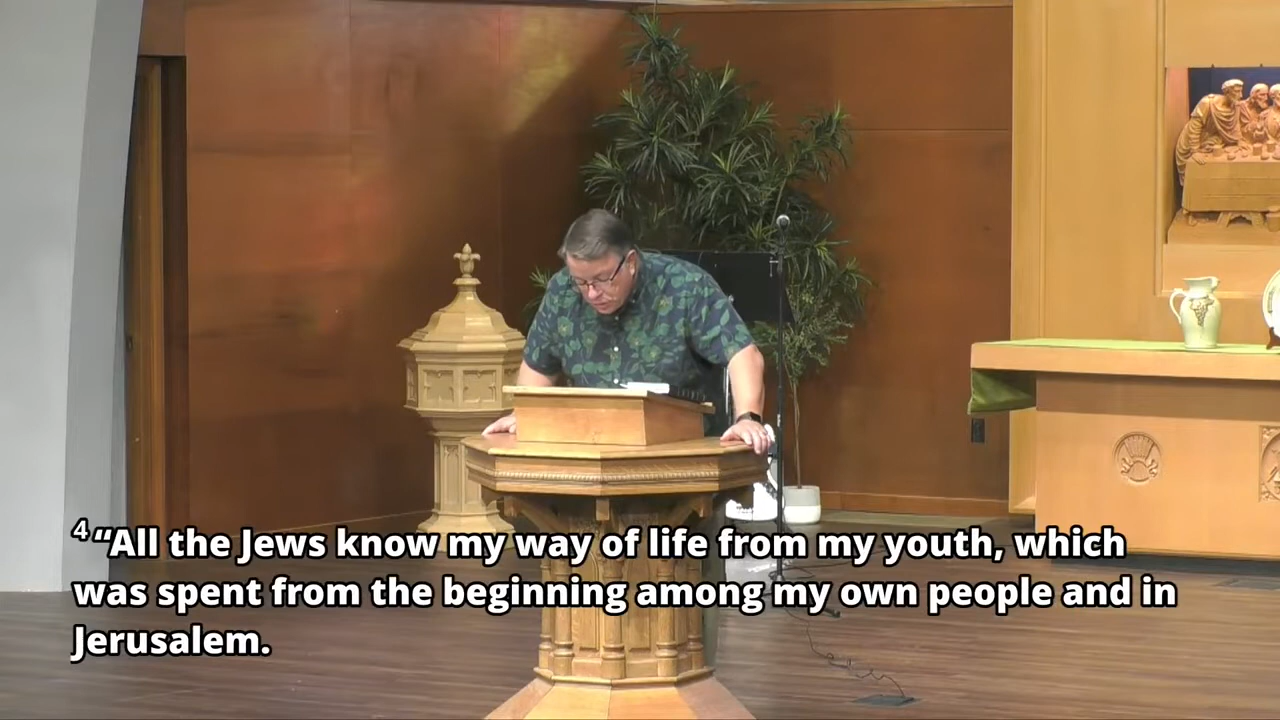 4 “All the Jews know my way of life from my youth, which
was spent from the beginning among my own people and in
Jerusalem.